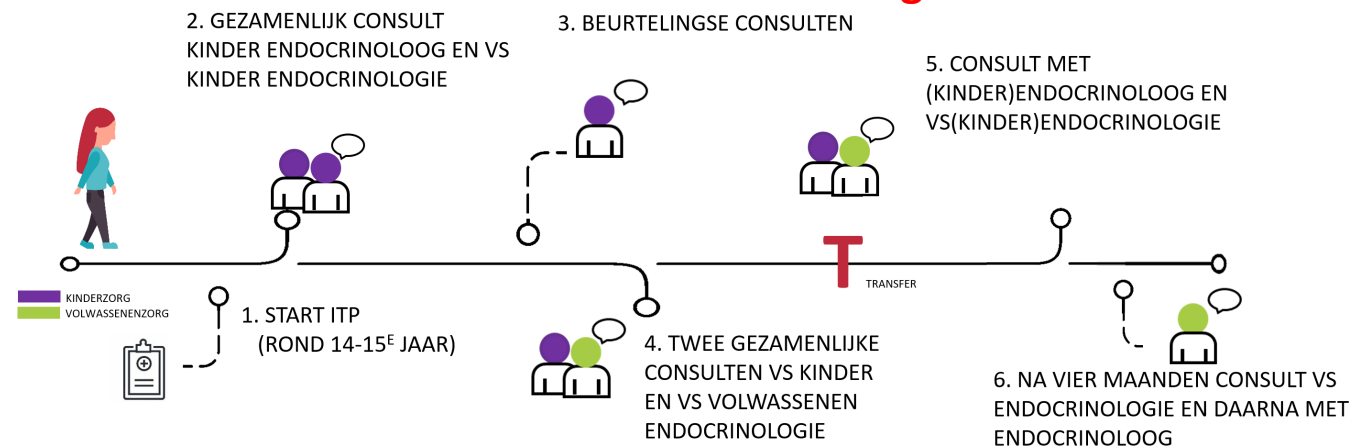 2. GEZAMENLIJK CONSULT
KINDER ENDOCRINOLOOG EN VS
KINDER ENDOCRINOLOGIE
3. BEURTELINGSE CONSULTEN
5. CONSULT MET
(KINDER)ENDOCRINOLOOG EN
VS(KINDER)ENDOCRINOLOGIE
T
TRANSFER
KINDERZORG
VOLWASSENENZORG
1. START ITP
(ROND 14-15E JAAR)
4. TWEE GEZAMENLIJKE
CONSULTEN VS KINDER
EN VS VOLWASSENEN
ENDOCRINOLOGIE
6. NA VIER MAANDEN CONSULT VS
ENDOCRINOLOGIE EN DAARNA MET
ENDOCRINOLOOG